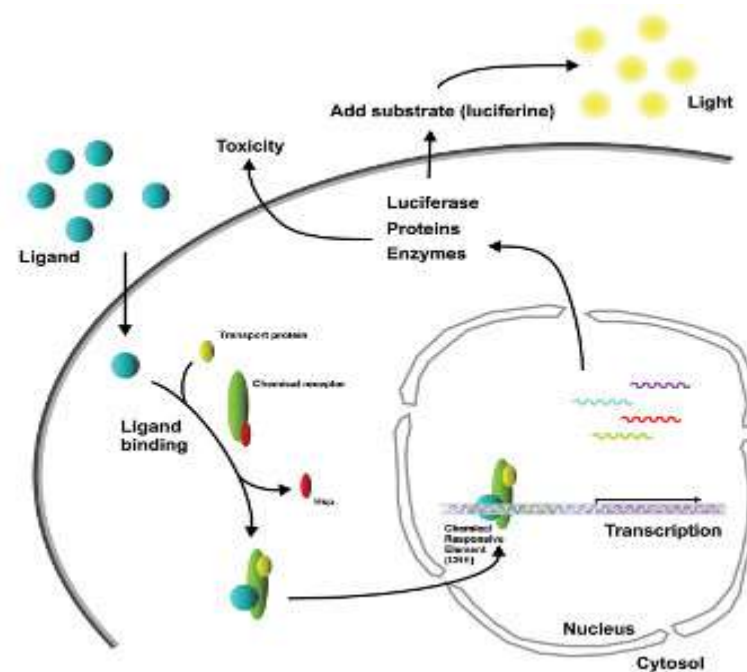 Light
Add substrate (luciferine)
Toxicity
Luciferase
Proteins
Enzymes
Ligand
Transport protein
Chemical receptor
Ligand
binding
Chemical
Responsive
Element
Transcription
Nucleus
Cytosol